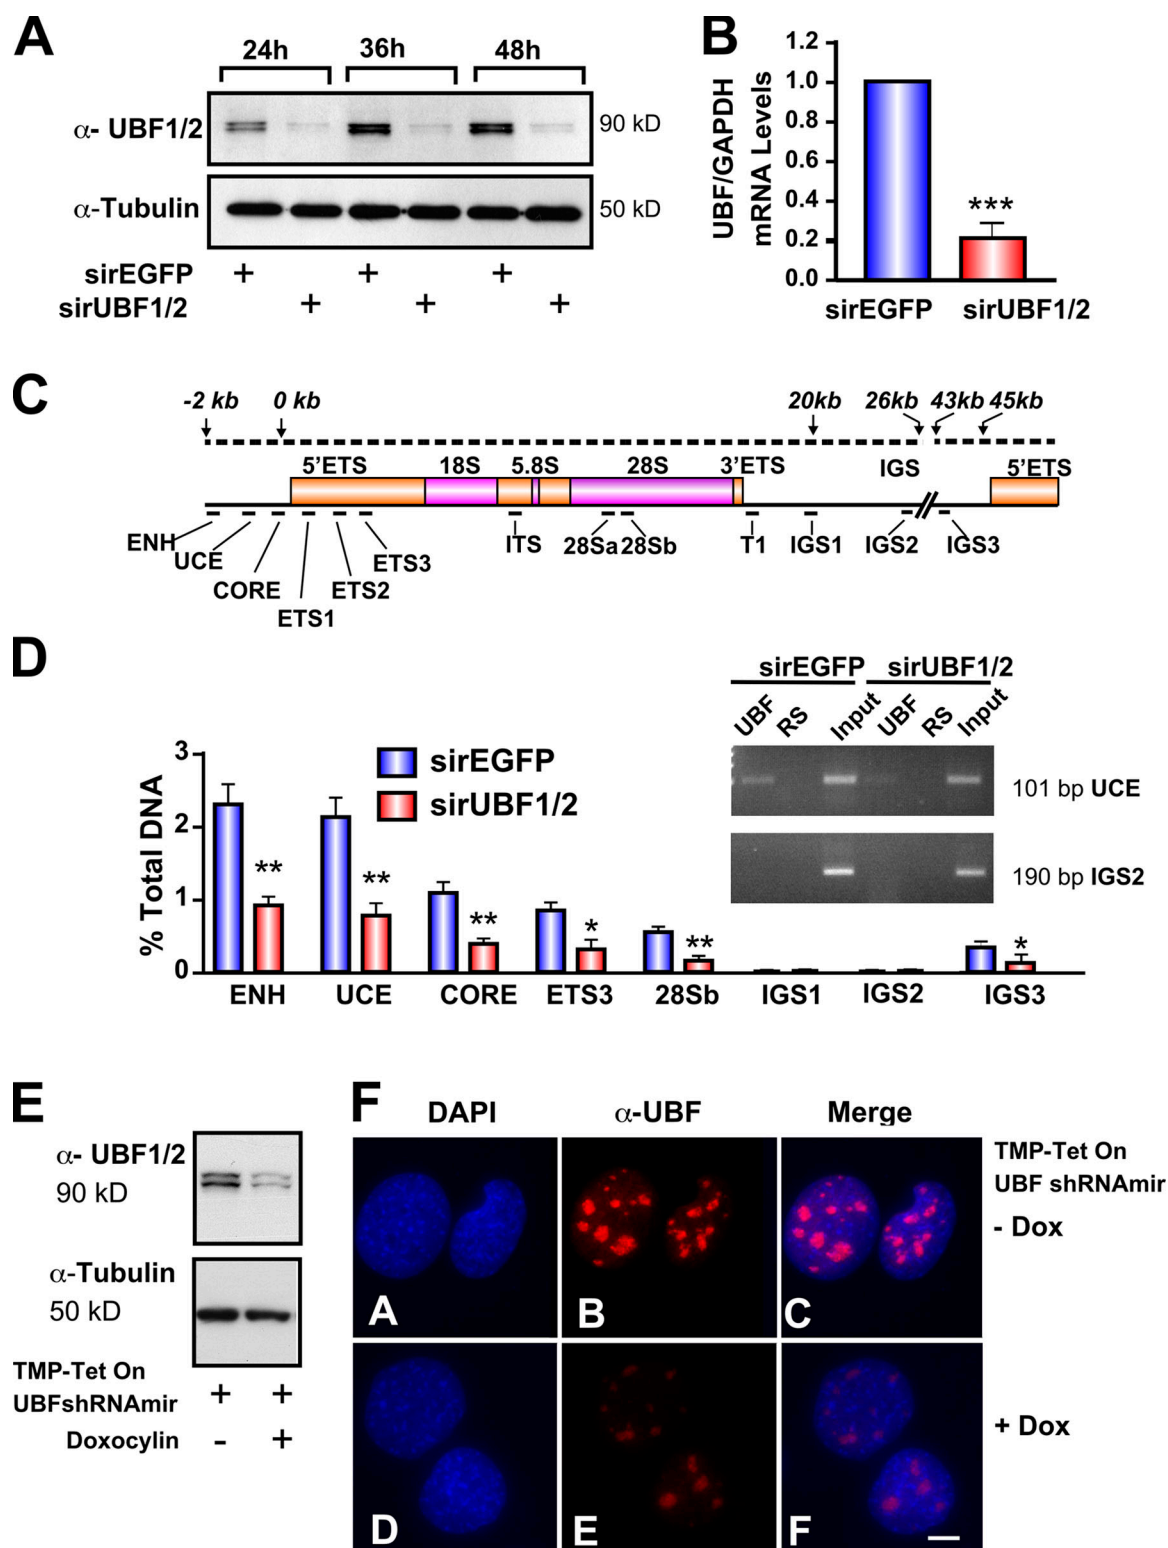 A
24h 36h 48h
α- UBF1/2
90 kD
α-Tubulin
50 kD
sirEGFP + + +
sirUBF1/2 + + +
B
UBF/GAPDH
mRNA Levels
1.2
1.0
0.8
0.6
0.4
0.2
0.0
***
sirEGFP sirUBF1/2
C
-2 kb 0 kb 20kb 26kb 43kb 45kb
5'ETS 18S 5.8S 28S 3'ETS IGS 5'ETS
ENH UCE CORE ETS1 ETS2 ETS3 ITS 28Sa 28Sb T1 IGS1 IGS2 IGS3
D
% Total DNA
3
2
1
0
sirEGFP
sirUBF1/2
** ** ** * ** *
ENH UCE CORE ETS3 28Sb IGS1 IGS2 IGS3
sirEGFP sirUBF1/2
UBF RS Input UBF RS Input
101 bp UCE
190 bp IGS2
E
α- UBF1/2
90 kD
α-Tubulin
50 kD
TMP-Tet On
UBFshRNAmir + +
Doxocylin - +
F
DAPI α-UBF Merge
TMP-Tet On
UBF shRNAmir
- Dox
A B C
+ Dox
D E F